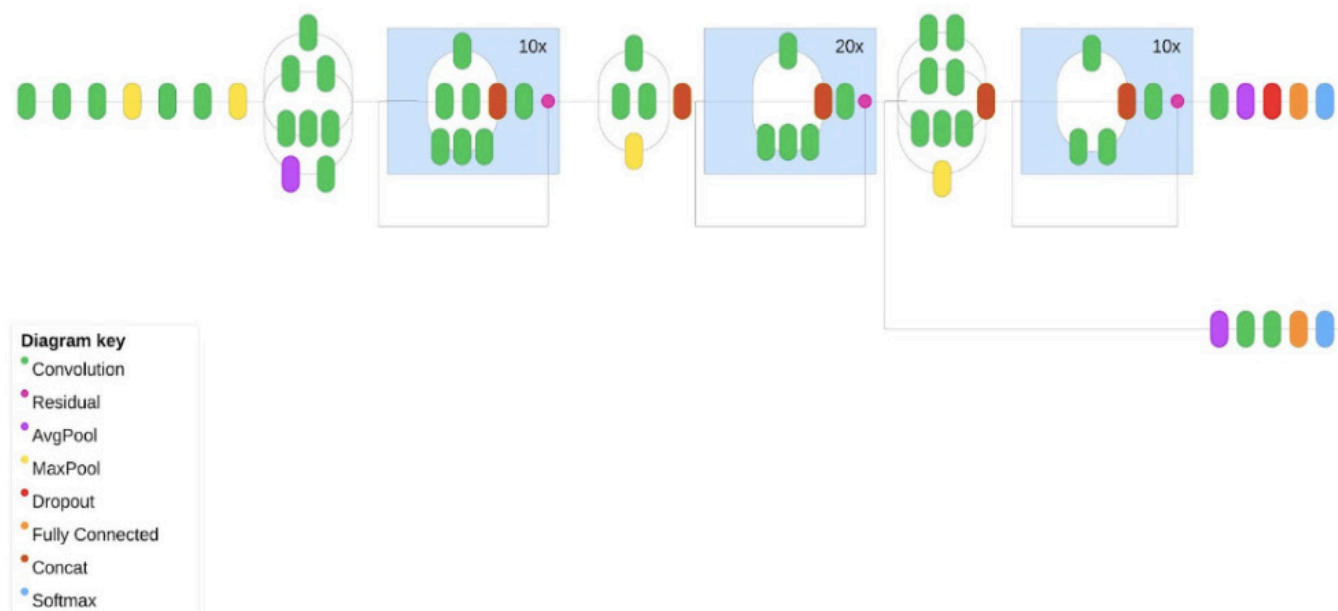 10x
20x
10x
Diagram key
Convolution
Residual
AvgPool
MaxPool
Dropout
Fully Connected
Concat
Softmax